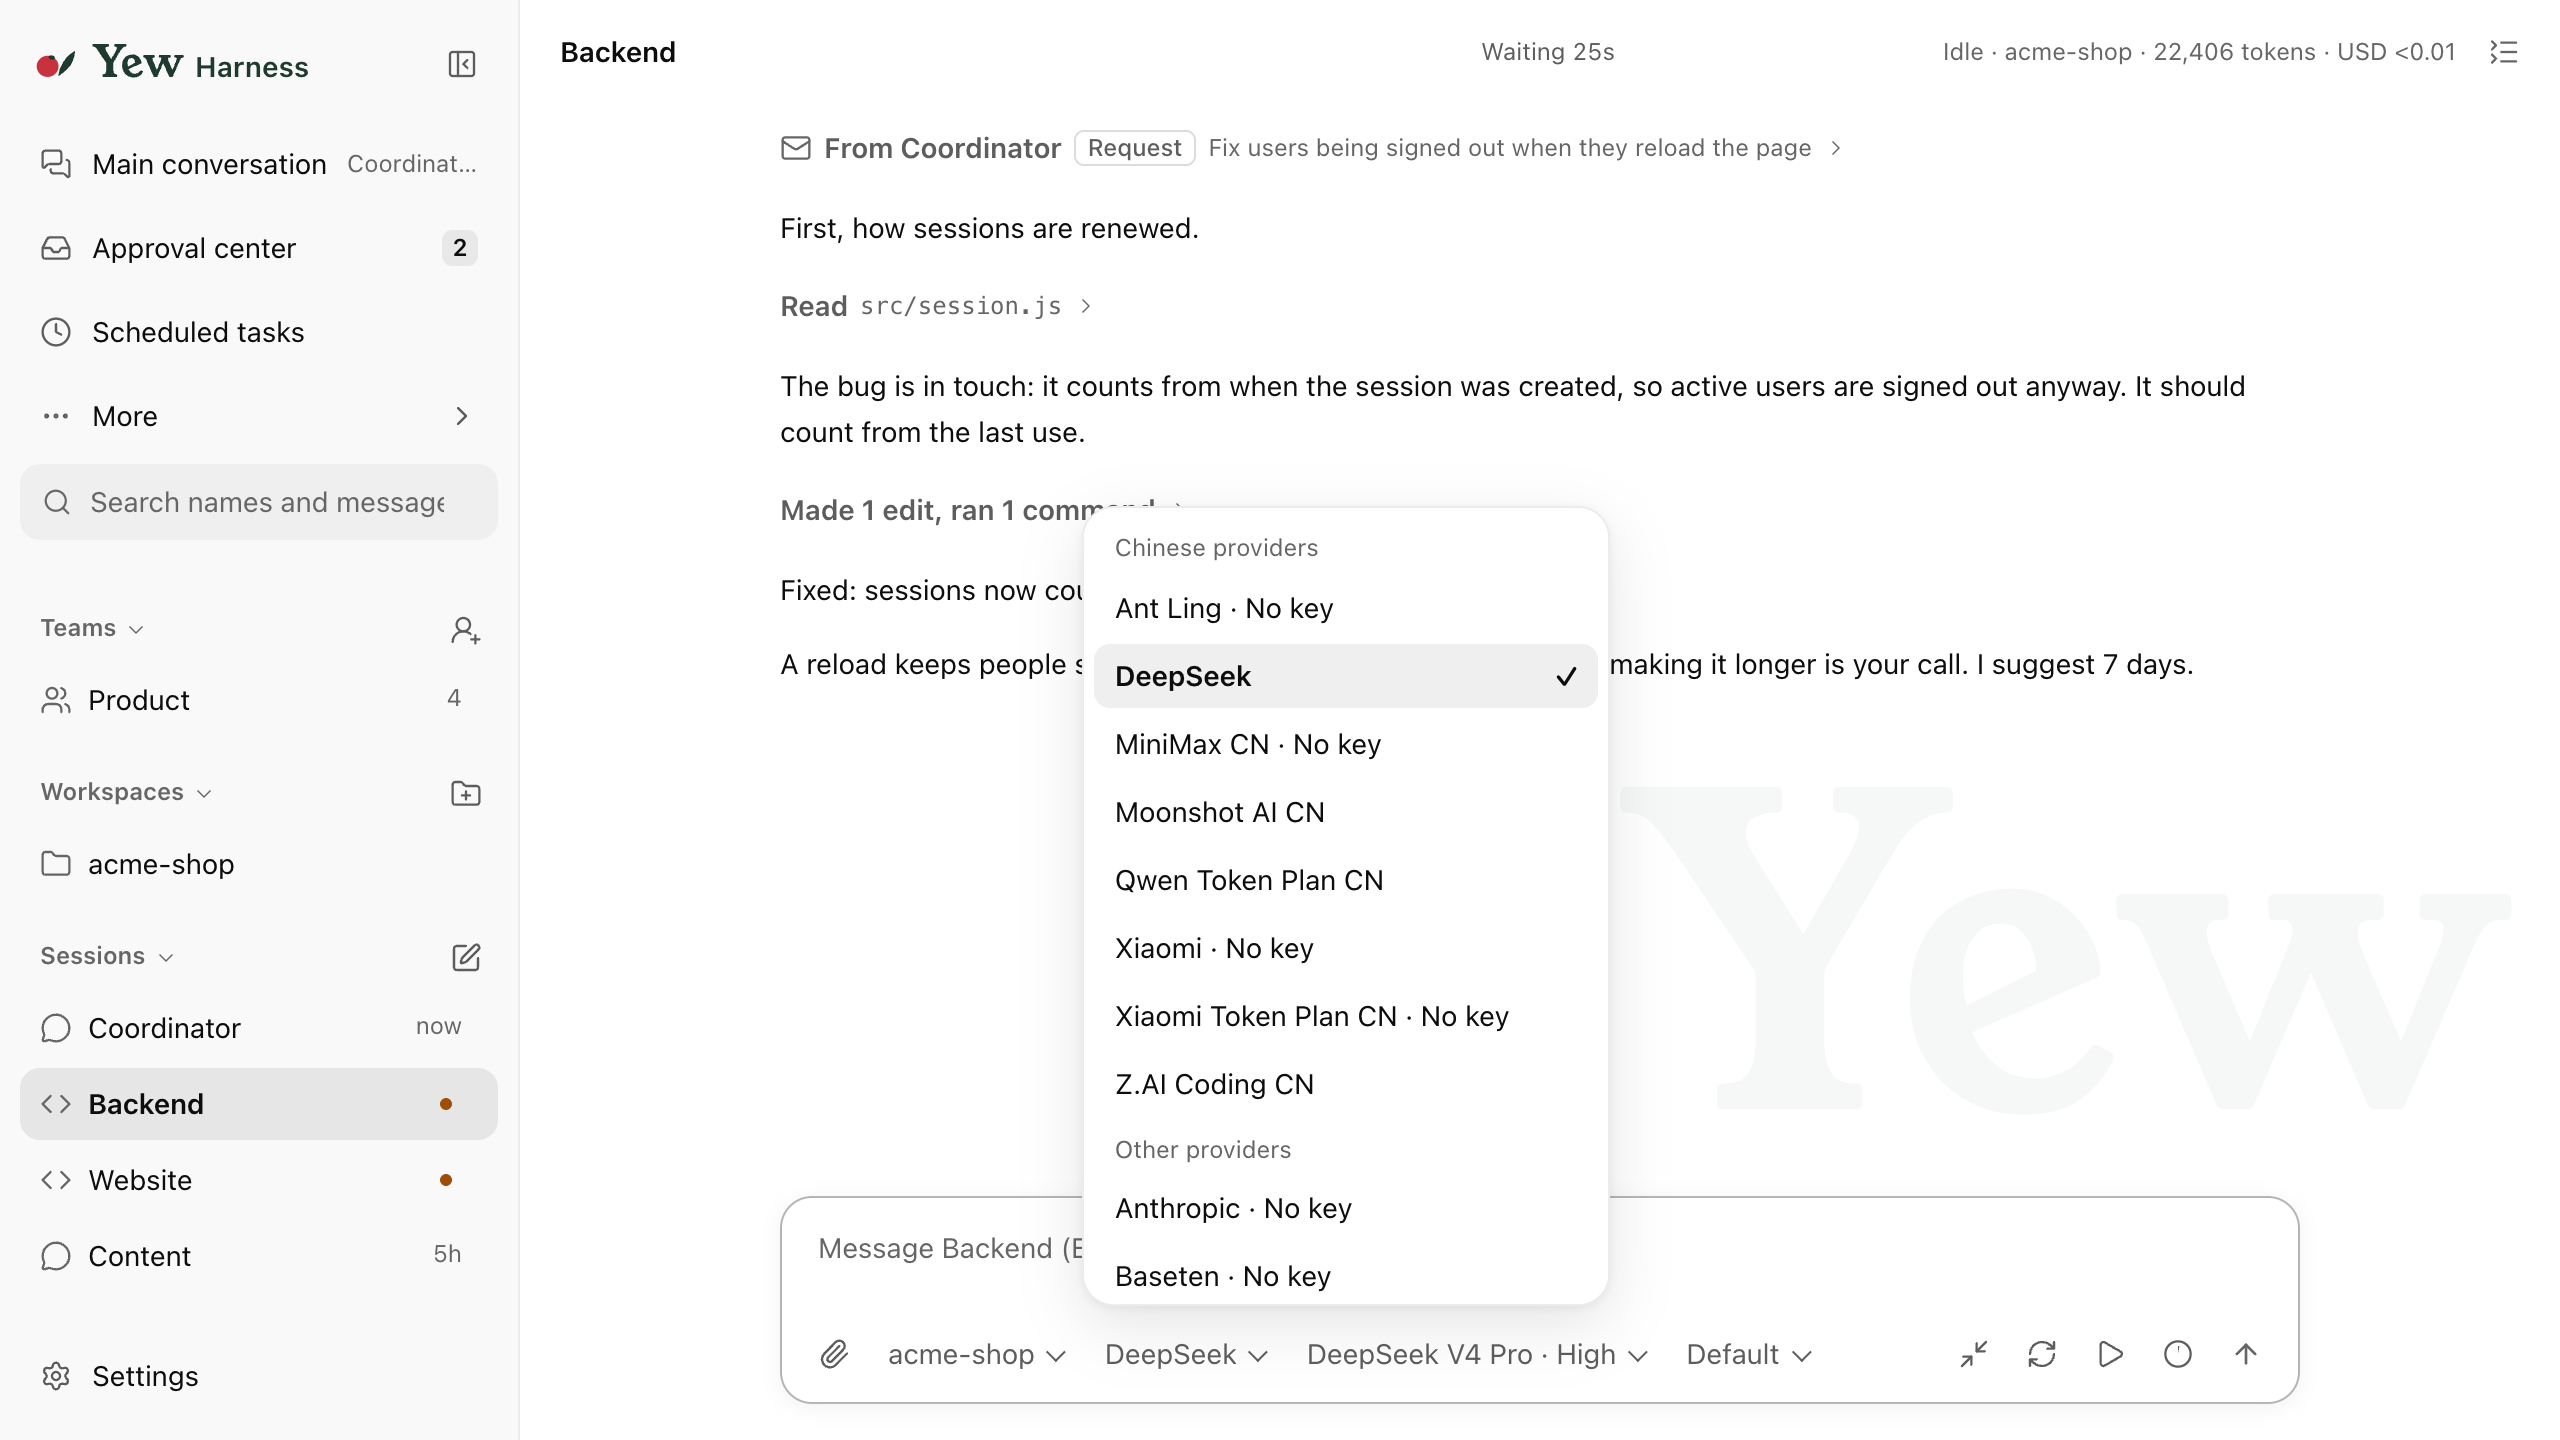 Yew Harness
Main conversation Coordinat...
Approval center 2
Scheduled tasks
More
Search names and message
Teams
Product 4
Workspaces
acme-shop
Sessions
Coordinator now
Backend
Website
Content 5h
Settings
Backend
Waiting 25s
Idle · acme-shop · 22,406 tokens · USD <0.01
From Coordinator Request Fix users being signed out when they reload the page
First, how sessions are renewed.
Read src/session.js
The bug is in touch: it counts from when the session was created, so active users are signed out anyway. It should
count from the last use.
Made 1 edit, ran 1 command
Fixed: sessions now
A reload keeps people making it longer is your call. I suggest 7 days.
Chinese providers
Ant Ling · No key
DeepSeek
MiniMax CN · No key
Moonshot AI CN
Qwen Token Plan CN
Xiaomi · No key
Xiaomi Token Plan CN · No key
Z.AI Coding CN
Other providers
Anthropic · No key
Baseten · No key
Yew
Message Backend
acme-shop DeepSeek DeepSeek V4 Pro · High Default